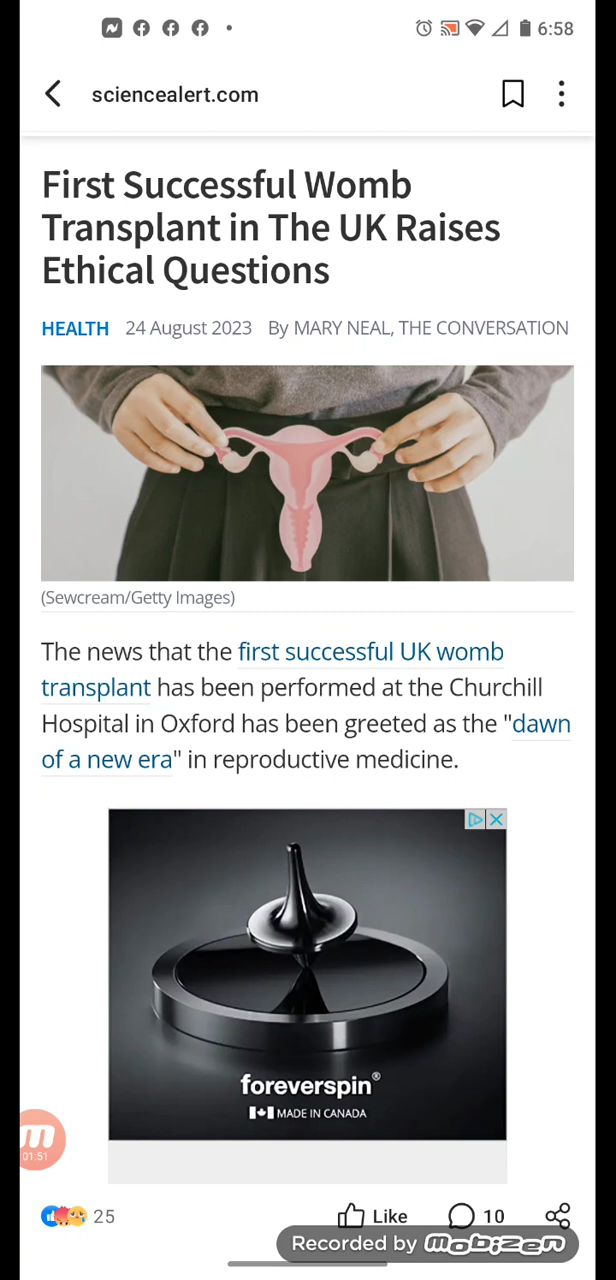 6:58
sciencealert.com
First Successful Womb
Transplant in The UK Raises
Ethical Questions
HEALTH 24 August 2023 By MARY NEAL, THE CONVERSATION
(Sewcream/Getty Images)
The news that the first successful UK womb
transplant has been performed at the Churchill
Hospital in Oxford has been greeted as the "dawn
of a new era" in reproductive medicine.
foreverspin®
MADE IN CANADA
01:51
25 Like 10
Recorded by mobizen